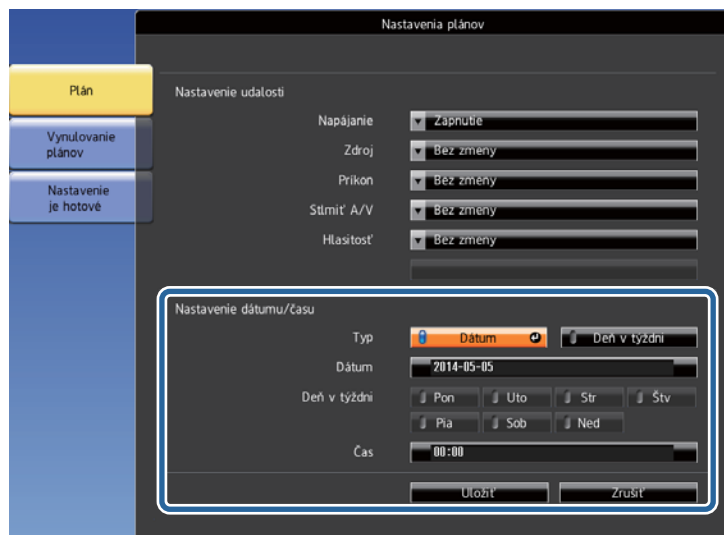 Nastavenia plánov
Plán
Vynulovanie
plánov
Nastavenie
je hotové
Nastavenie udalosti
Napájanie Zapnutie
Zdroj Bez zmeny
Príkon Bez zmeny
Stlmiť A/V Bez zmeny
Hlasitosť Bez zmeny
Nastavenie dátumu/času
Typ Dátum Deň v týždni
Dátum 2014-05-05
Deň v týždni Pon Uto Str Štv
Pia Sob Ned
Čas 00:00
Uložiť Zrušiť